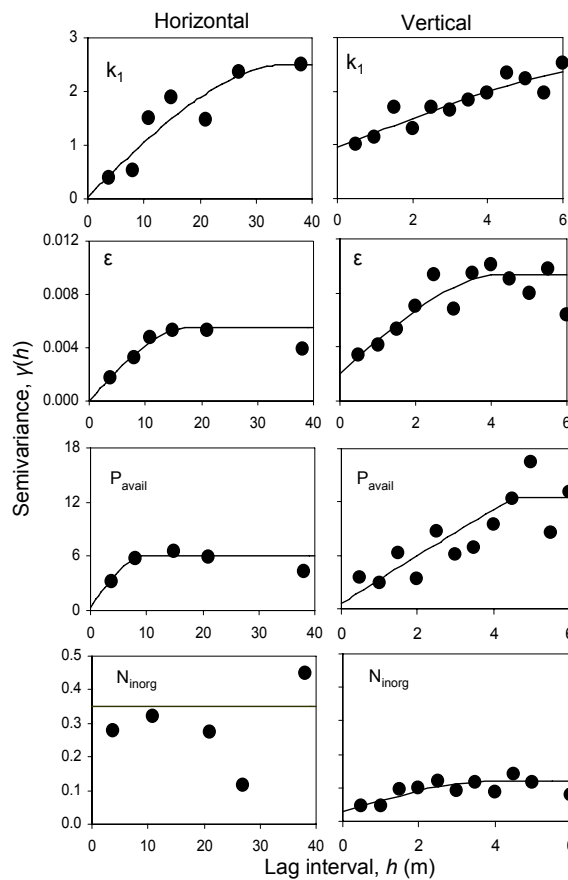 Horizontal
Vertical
3
2
1
0
k1
0 10 20 30 40
k1
0 2 4 6
0.012
0.008
0.004
0.000
ε
0 10 20 30 40
ε
0 2 4 6
18
12
6
0
Pavail
0 10 20 30 40
Pavail
0 2 4 6
0.5
0.4
0.3
0.2
0.1
0.0
Ninorg
0 10 20 30 40
Ninorg
0 2 4 6
Semivariance, γ(h)
Lag interval, h (m)